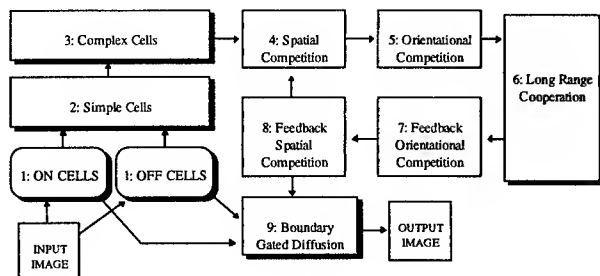 3: Complex Cells
4: Spatial
Competition
5: Orientational
Competition
6: Long Range
Cooperation
2: Simple Cells
8: Feedback
Spatial
Competition
7: Feedback
Orientational
Competition
1: ON CELLS
1: OFF CELLS
9: Boundary
Gated Diffusion
OUTPUT
IMAGE
INPUT
IMAGE